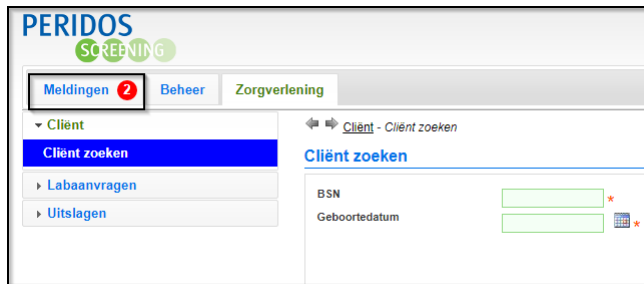 PERIDOS
SCREENING
Meldingen 2 Beheer Zorgverlening
Cliënt
Cliënt zoeken
Labaanvragen
Uitslagen
Cliënt - Cliënt zoeken
Cliënt zoeken
BSN *
Geboortedatum *